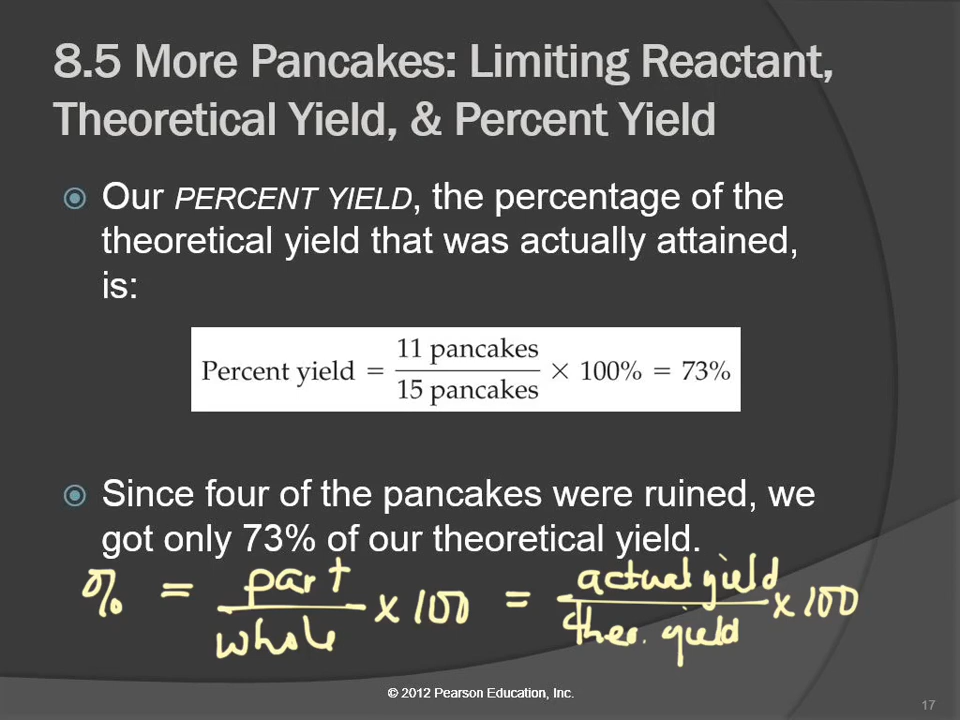 8.5 More Pancakes: Limiting Reactant,
Theoretical Yield, & Percent Yield
Our PERCENT YIELD, the percentage of the
theoretical yield that was actually attained,
is:
Percent yield = 11 pancakes / 15 pancakes × 100% = 73%
Since four of the pancakes were ruined, we
got only 73% of our theoretical yield.
% = part / whole × 100 = actual yield / ther. yield × 100
© 2012 Pearson Education, Inc.
17